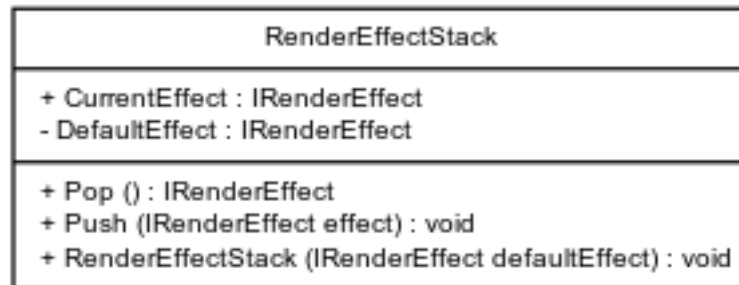 RenderEffectStack
+ CurrentEffect : IRenderEffect
- DefaultEffect : IRenderEffect
+ Pop () : IRenderEffect
+ Push (IRenderEffect effect) : void
+ RenderEffectStack (IRenderEffect defaultEffect) : void